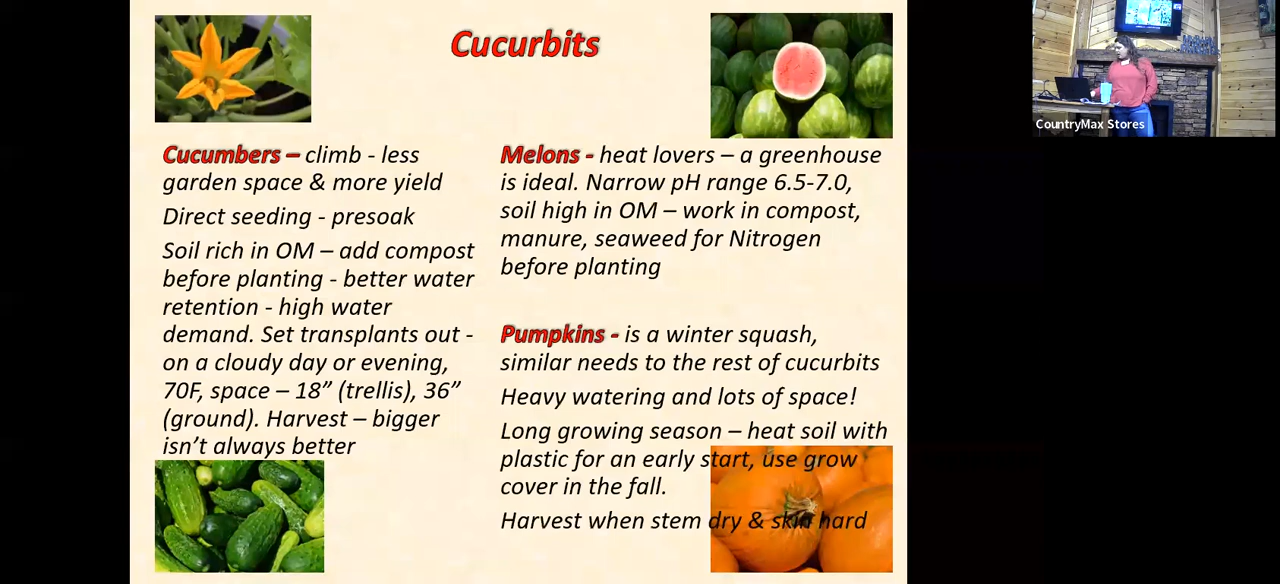 Cucurbits
Cucumbers – climb - less
garden space & more yield
Direct seeding - presoak
Soil rich in OM – add compost
before planting - better water
retention - high water
demand. Set transplants out -
on a cloudy day or evening,
70F, space – 18” (trellis), 36”
(ground). Harvest – bigger
isn’t always better
Melons - heat lovers – a greenhouse
is ideal. Narrow pH range 6.5-7.0,
soil high in OM – work in compost,
manure, seaweed for Nitrogen
before planting
Pumpkins - is a winter squash,
similar needs to the rest of cucurbits
Heavy watering and lots of space!
Long growing season – heat soil with
plastic for an early start, use grow
cover in the fall.
Harvest when stem dry & skin hard
CountryMax Stores